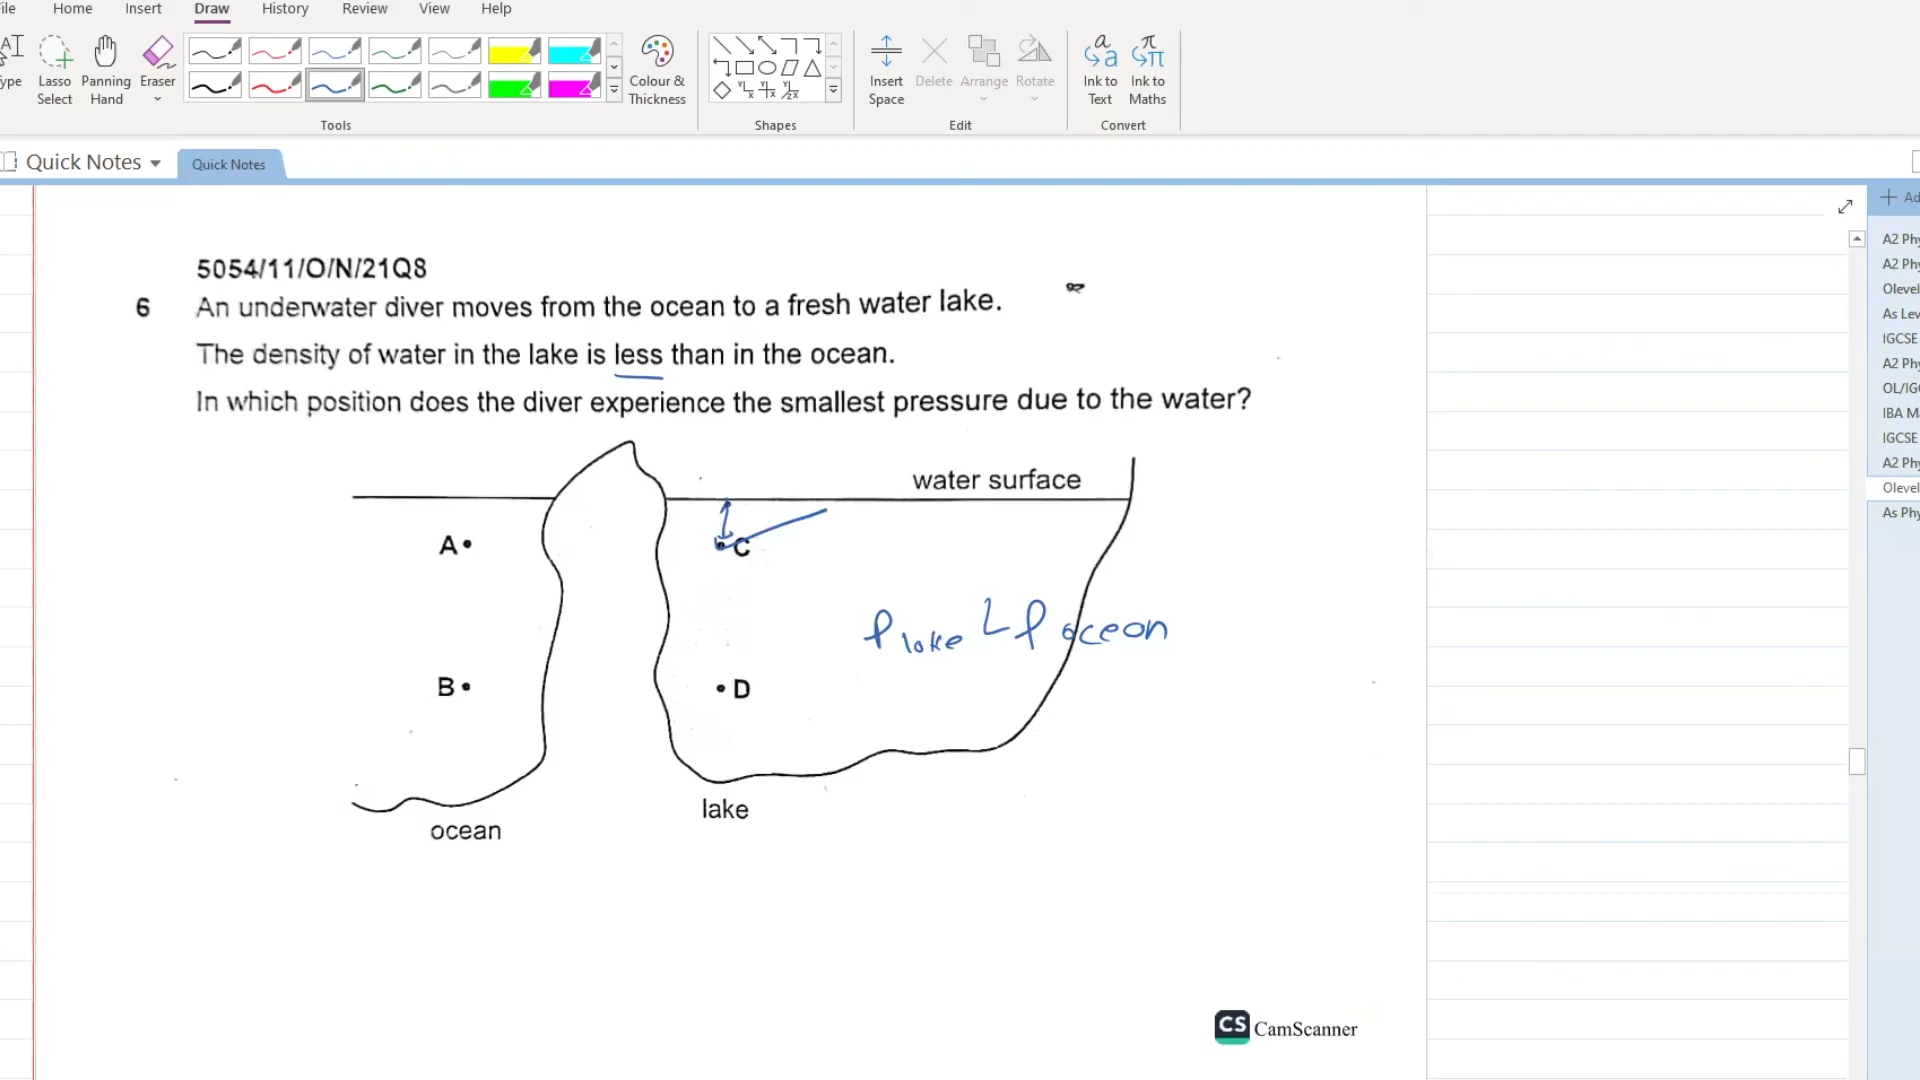 Home Insert Draw History Review View Help
Type
Lasso Select
Panning Hand
Eraser
Colour & Thickness
Insert Space
Delete
Arrange
Rotate
Ink to Text
Ink to Maths
Tools
Shapes
Edit
Convert
Quick Notes
Quick Notes
5054/11/O/N/21Q8
6 An underwater diver moves from the ocean to a fresh water lake.
The density of water in the lake is less than in the ocean.
In which position does the diver experience the smallest pressure due to the water?
water surface
A
C
ρ lake < ρ ocean
B
D
lake
ocean
CS CamScanner
Ad
A2 Phy
A2 Phy
Olevel
As Lev
IGCSE
A2 Phy
OL/IG
IBA M
IGCSE
A2 Phy
Olevel
As Phy